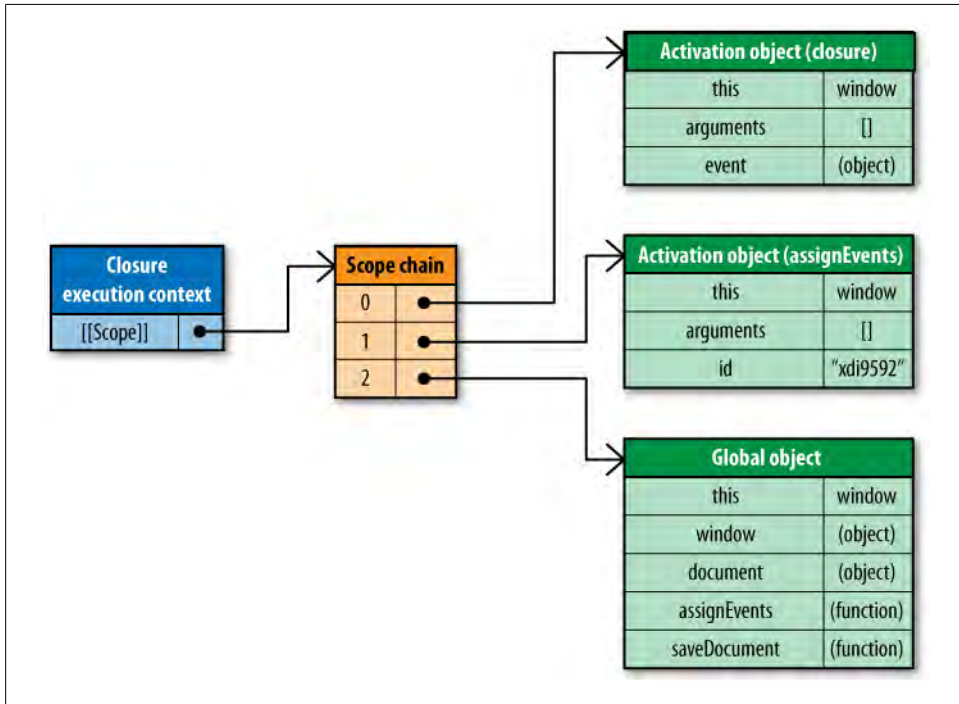 Activation object (closure)
this window
arguments []
event (object)
Closure
execution context
[[Scope]]
Scope chain
0
1
2
Activation object (assignEvents)
this window
arguments []
id "xdi9592"
Global object
this window
window (object)
document (object)
assignEvents (function)
saveDocument (function)